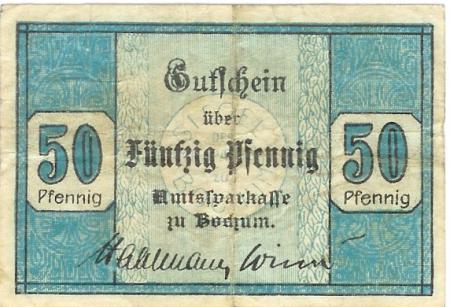 Gutschein
über
Fünfzig Pfennig
Amtssparkasse
zu Bochum.
50
Pfennig
50
Pfennig